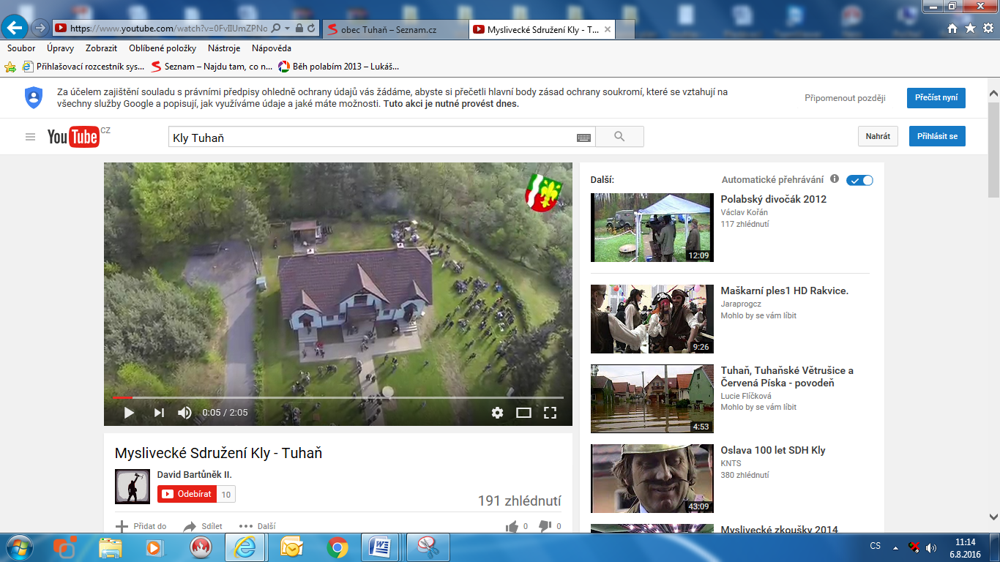 https://www.youtube.com/watch?v=0FvIIUmZPNo
obec Tuhaň – Seznam.cz
Myslivecké Sdružení Kly - T...
Soubor Úpravy Zobrazit Oblíbené položky Nástroje Nápověda
Přihlašovací rozcestník sys...
Seznam – Najdu tam, co n...
Běh polabím 2013 – Lukáš...
Za účelem zajištění souladu s právními předpisy ohledně ochrany údajů vás žádáme, abyste si přečetli hlavní body zásad ochrany soukromí, které se vztahují na
všechny služby Google a popisují, jak využíváme údaje a jaké máte možnosti. Tuto akci je nutné provést dnes.
Připomenout později
Přečíst nyní
YouTube CZ
Kly Tuhaň
Nahrát
Přihlásit se
0:05 / 2:05
Myslivecké Sdružení Kly - Tuhaň
David Bartůněk II.
Odebírat 10
191 zhlédnutí
Přidat do Sdílet Další
0 0
Další:
Automatické přehrávání
12:09
Polabský divočák 2012
Václav Kořán
117 zhlédnutí
9:26
Maškarní ples1 HD Rakvice.
Jaraprogcz
Mohlo by se vám líbit
4:53
Tuhaň, Tuhaňské Větrušice a
Červená Píska - povodeň
Lucie Flíčková
Mohlo by se vám líbit
43:09
Oslava 100 let SDH Kly
KNTS
380 zhlédnutí
Myslivecké zkoušky 2014
CS
11:14
6.8.2016